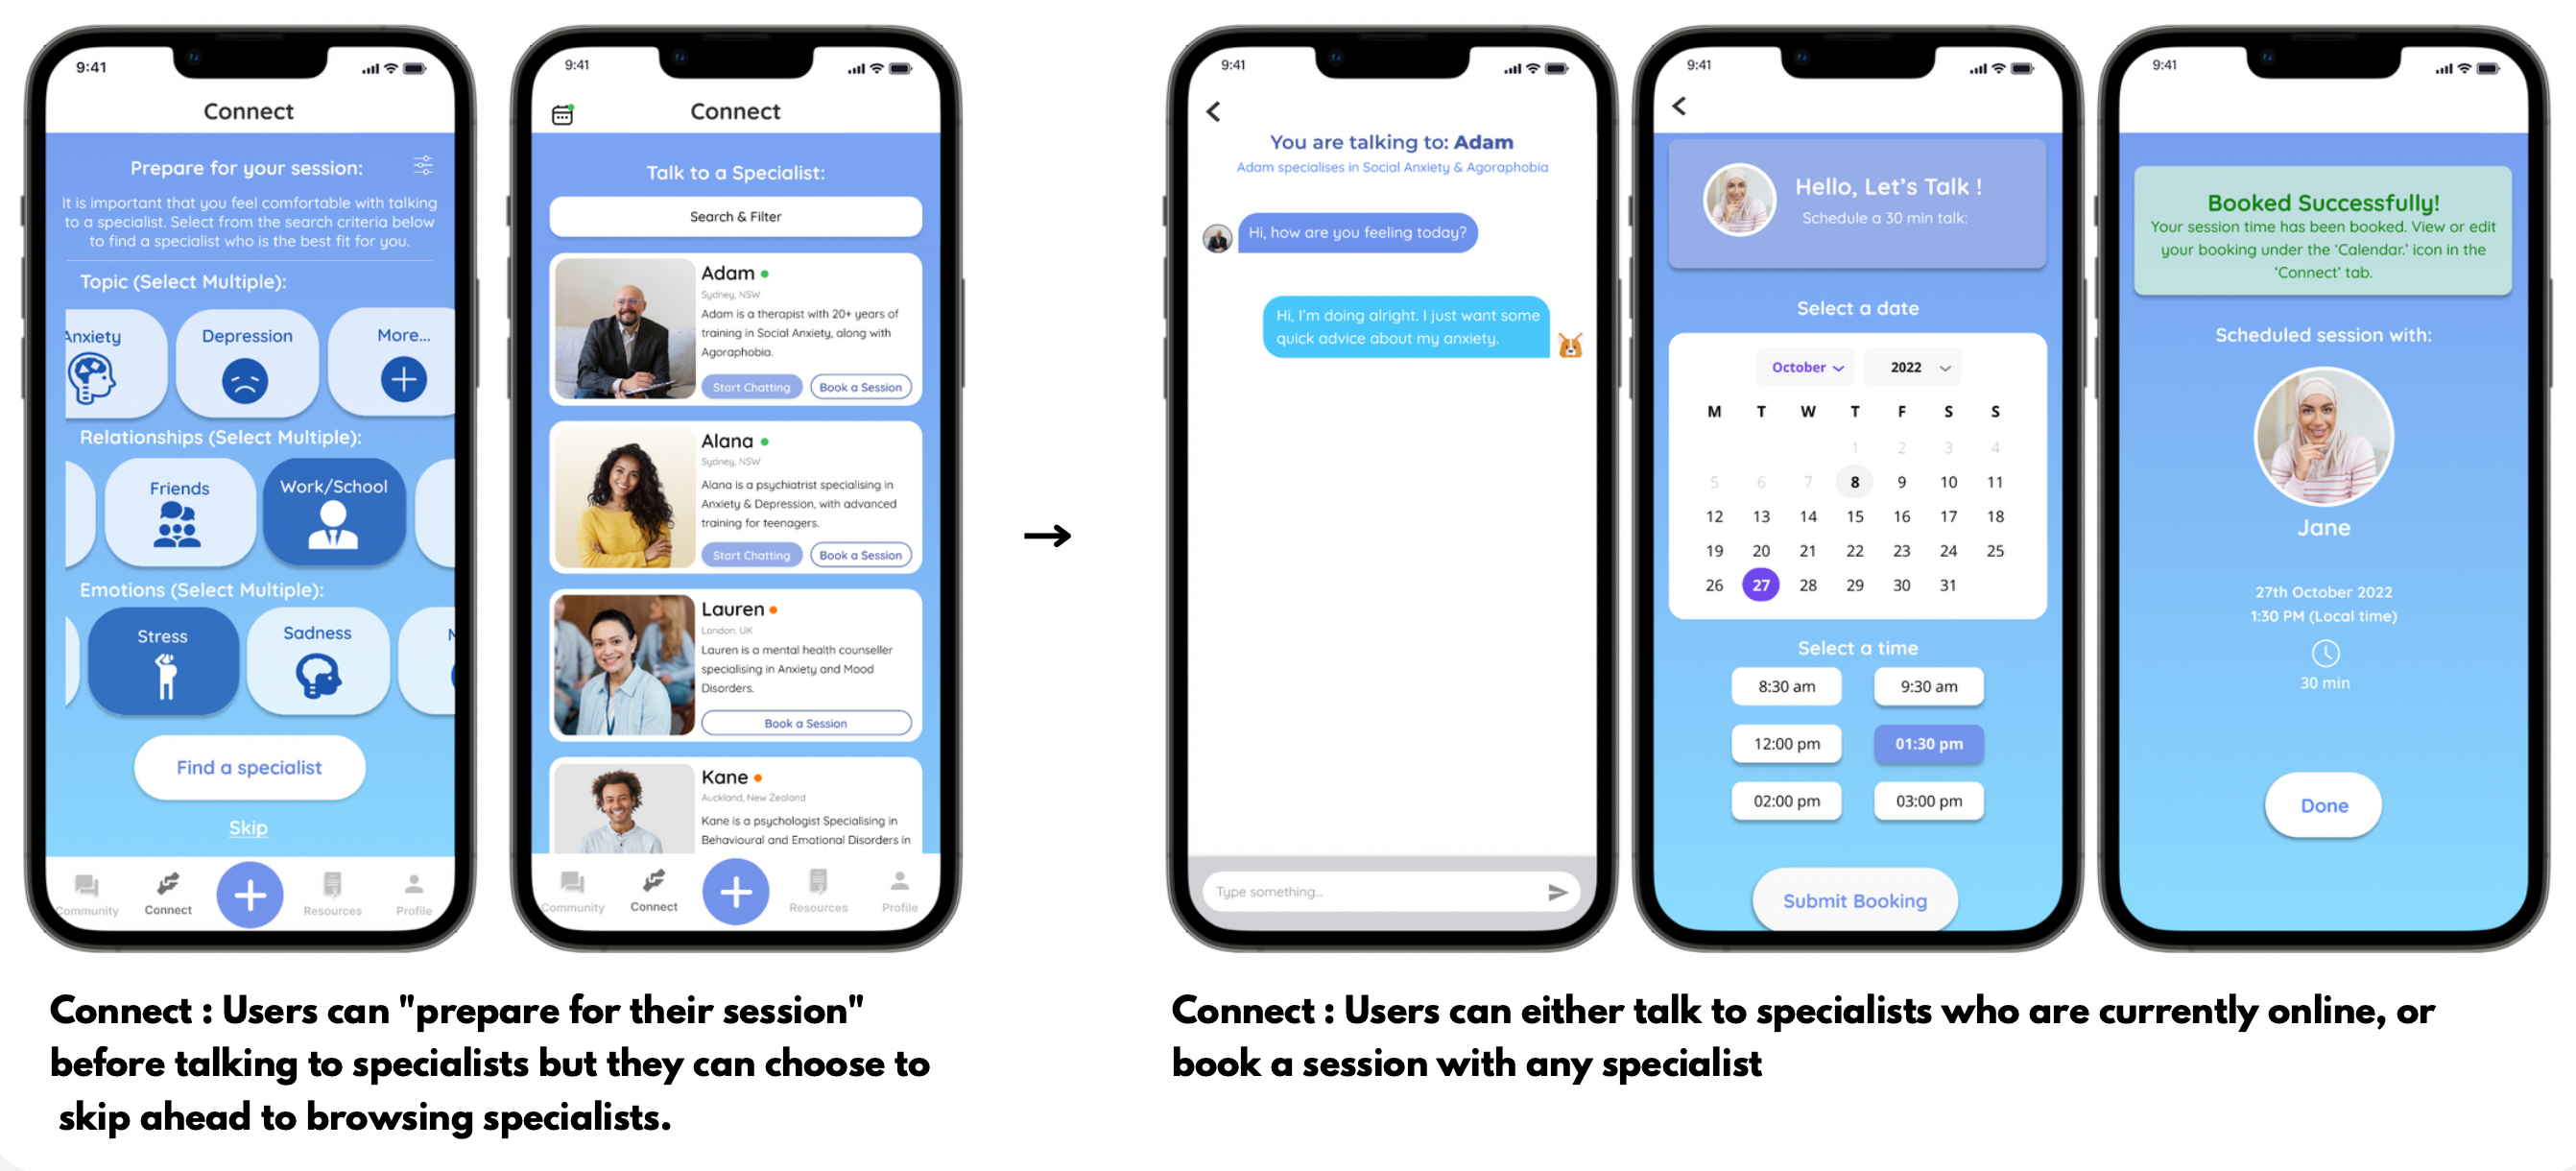 9:41
Connect
Prepare for your session:
It is important that you feel comfortable with talking
to a specialist. Select from the search criteria below
to find a specialist who is the best fit for you.
Topic (Select Multiple):
Anxiety
Depression
More...
Relationships (Select Multiple):
Friends
Work/School
Emotions (Select Multiple):
Stress
Sadness
Find a specialist
Skip
Community
Connect
Resources
Profile
9:41
Connect
Talk to a Specialist:
Search & Filter
Adam
Sydney, NSW
Adam is a therapist with 20+ years of
training in Social Anxiety, along with
Agoraphobia.
Start Chatting
Book a Session
Alana
Sydney, NSW
Alana is a psychiatrist specialising in
Anxiety & Depression, with advanced
training for teenagers.
Start Chatting
Book a Session
Lauren
London. UK
Lauren is a mental health counseller
specialising in Anxiety and Mood
Disorders.
Book a Session
Kane
Auckland, New Zealand
Kane is a psychologist Specialising in
Behavioural and Emotional Disorders in
Community
Connect
Resources
Profile
Connect : Users can "prepare for their session"
before talking to specialists but they can choose to
skip ahead to browsing specialists.
9:41
You are talking to: Adam
Adam specialises in Social Anxiety & Agoraphobia
Hi, how are you feeling today?
Hi, I'm doing alright. I just want some
quick advice about my anxiety.
Type something...
9:41
Hello, Let's Talk !
Schedule a 30 min talk:
Select a date
October 2022
M T W T F S S
1 2 3 4
5 6 7 8 9 10 11
12 13 14 15 16 17 18
19 20 21 22 23 24 25
26 27 28 29 30 31
Select a time
8:30 am 9:30 am
12:00 pm 01:30 pm
02:00 pm 03:00 pm
Submit Booking
9:41
Booked Successfully!
Your session time has been booked. View or edit
your booking under the 'Calendar.' icon in the
'Connect' tab.
Scheduled session with:
Jane
27th October 2022
1:30 PM (Local time)
30 min
Done
Connect : Users can either talk to specialists who are currently online, or
book a session with any specialist